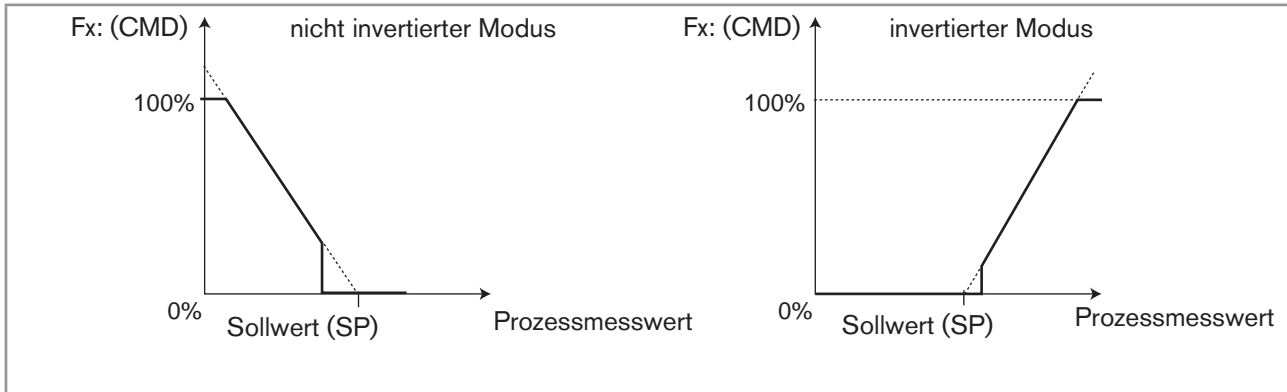 Fx: (CMD)
nicht invertierter Modus
100%
0%
Sollwert (SP)
Prozessmesswert
Fx: (CMD)
invertierter Modus
100%
0%
Sollwert (SP)
Prozessmesswert